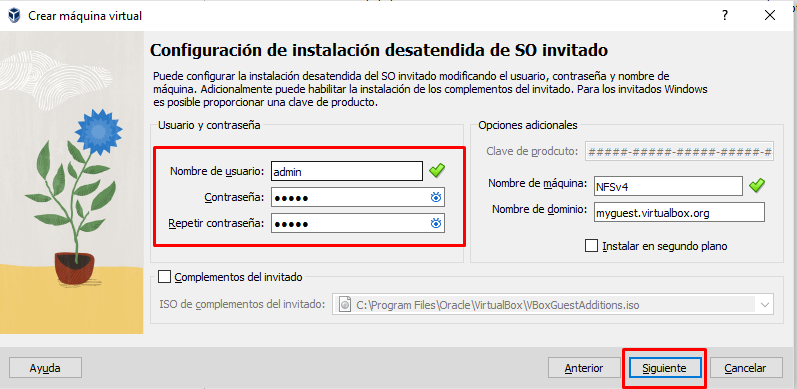 Crear máquina virtual
Configuración de instalación desatendida de SO invitado
Puede configurar la instalación desatendida del SO invitado modificando el usuario, contraseña y nombre de
máquina. Adicionalmente puede habilitar la instalación de los complementos del invitado. Para los invitados Windows
es posible proporcionar una clave de producto.
Usuario y contraseña
Nombre de usuario: admin
Contraseña: •••••
Repetir contraseña: •••••
Opciones adicionales
Clave de prodcuto: #####-#####-#####-#####-#
Nombre de máquina: NFSv4
Nombre de dominio: myguest.virtualbox.org
Instalar en segundo plano
Complementos del invitado
ISO de complementos del invitado: C:\Program Files\Oracle\VirtualBox\VBoxGuestAdditions.iso
Ayuda
Anterior
Siguiente
Cancelar